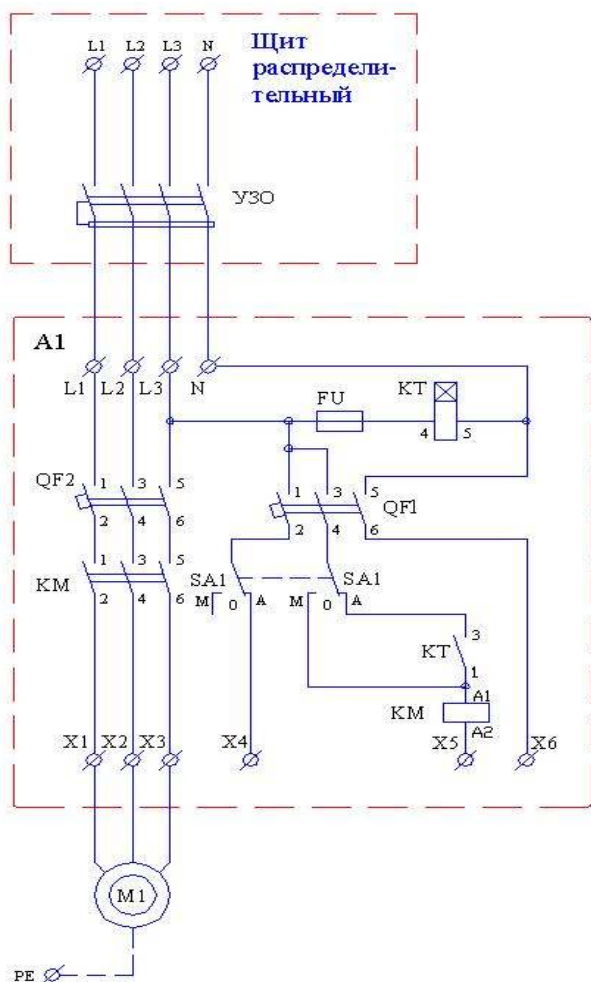 L1 L2 L3 N
Щит
распредели-
тельный
УЗО
A1
L1 L2 L3 N
FU
KT
4 5
QF2
1 3 5
2 4 6
1 3 5
2 4 6
QF1
KM
1 3 5
2 4 6
SA1
SA1
M O A
M O A
KT
3
1
KM
A1
A2
X1 X2 X3
X4
X5
X6
M1
PE